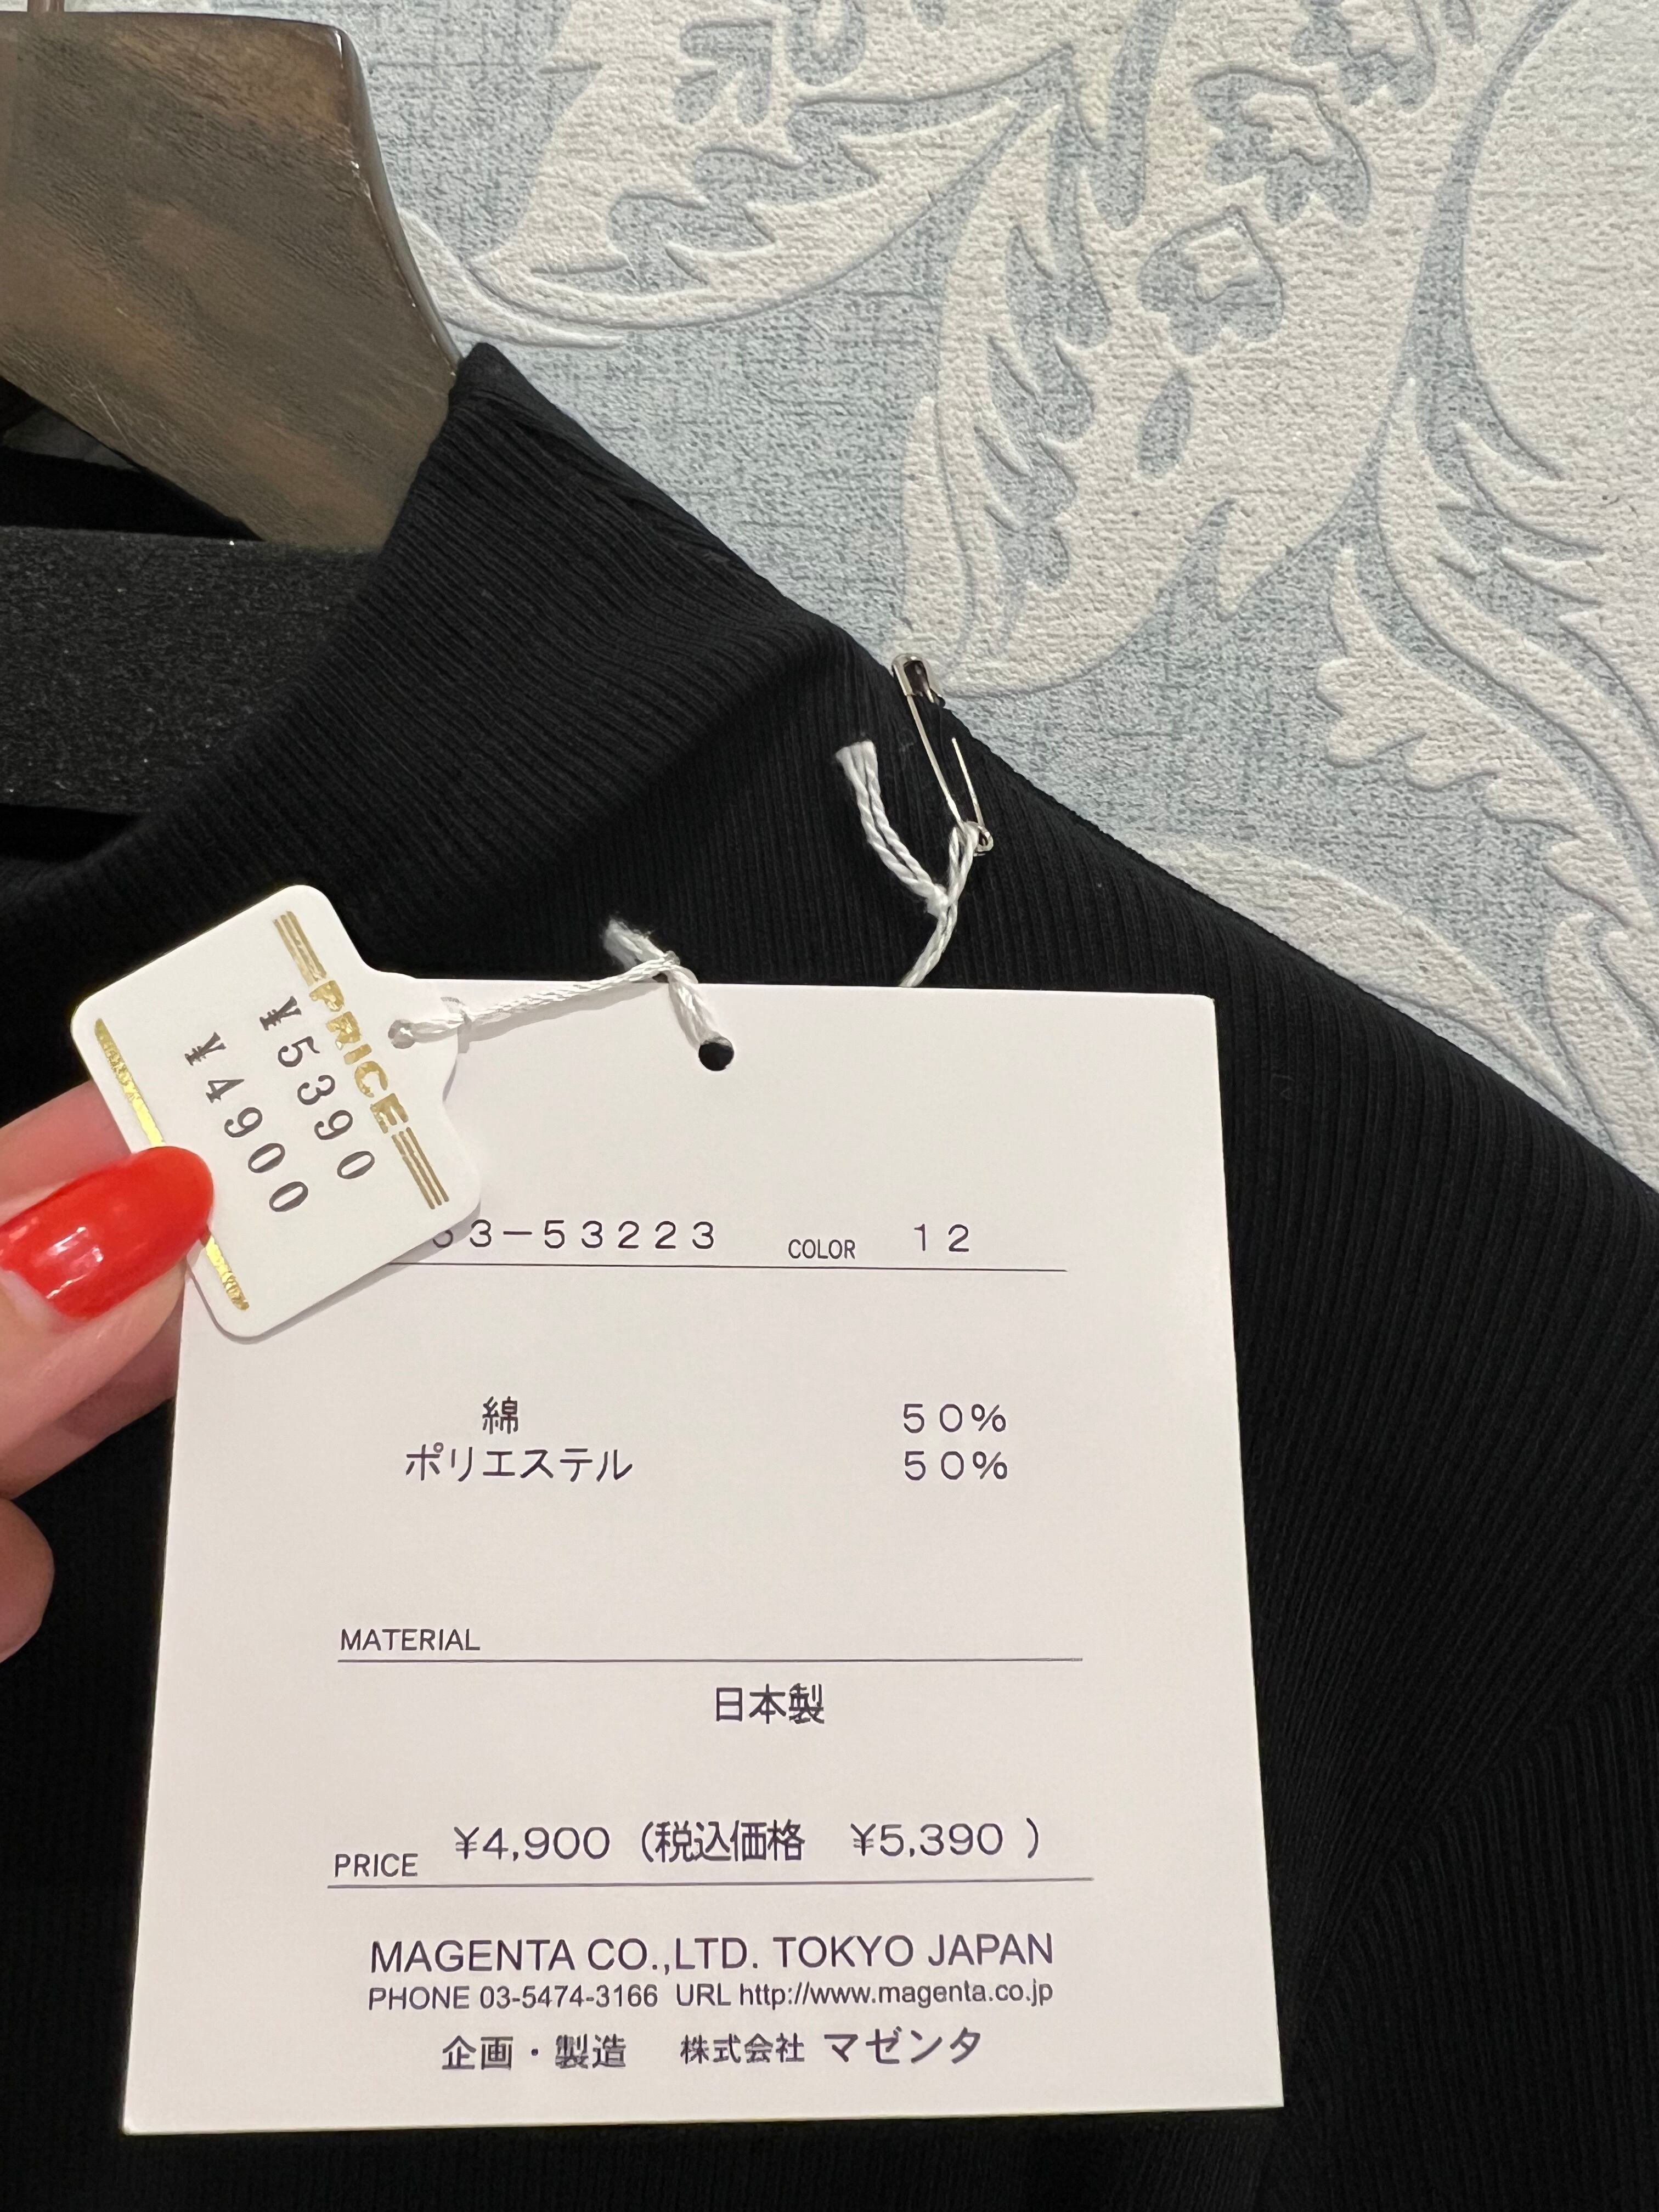 PRICE
¥5390
¥4900
3-53223 COLOR 12
綿 50%
ポリエステル 50%
MATERIAL
日本製
PRICE ¥4,900 (税込価格 ¥5,390 )
MAGENTA CO.,LTD. TOKYO JAPAN
PHONE 03-5474-3166 URL http://www.magenta.co.jp
企画・製造 株式会社 マゼンタ